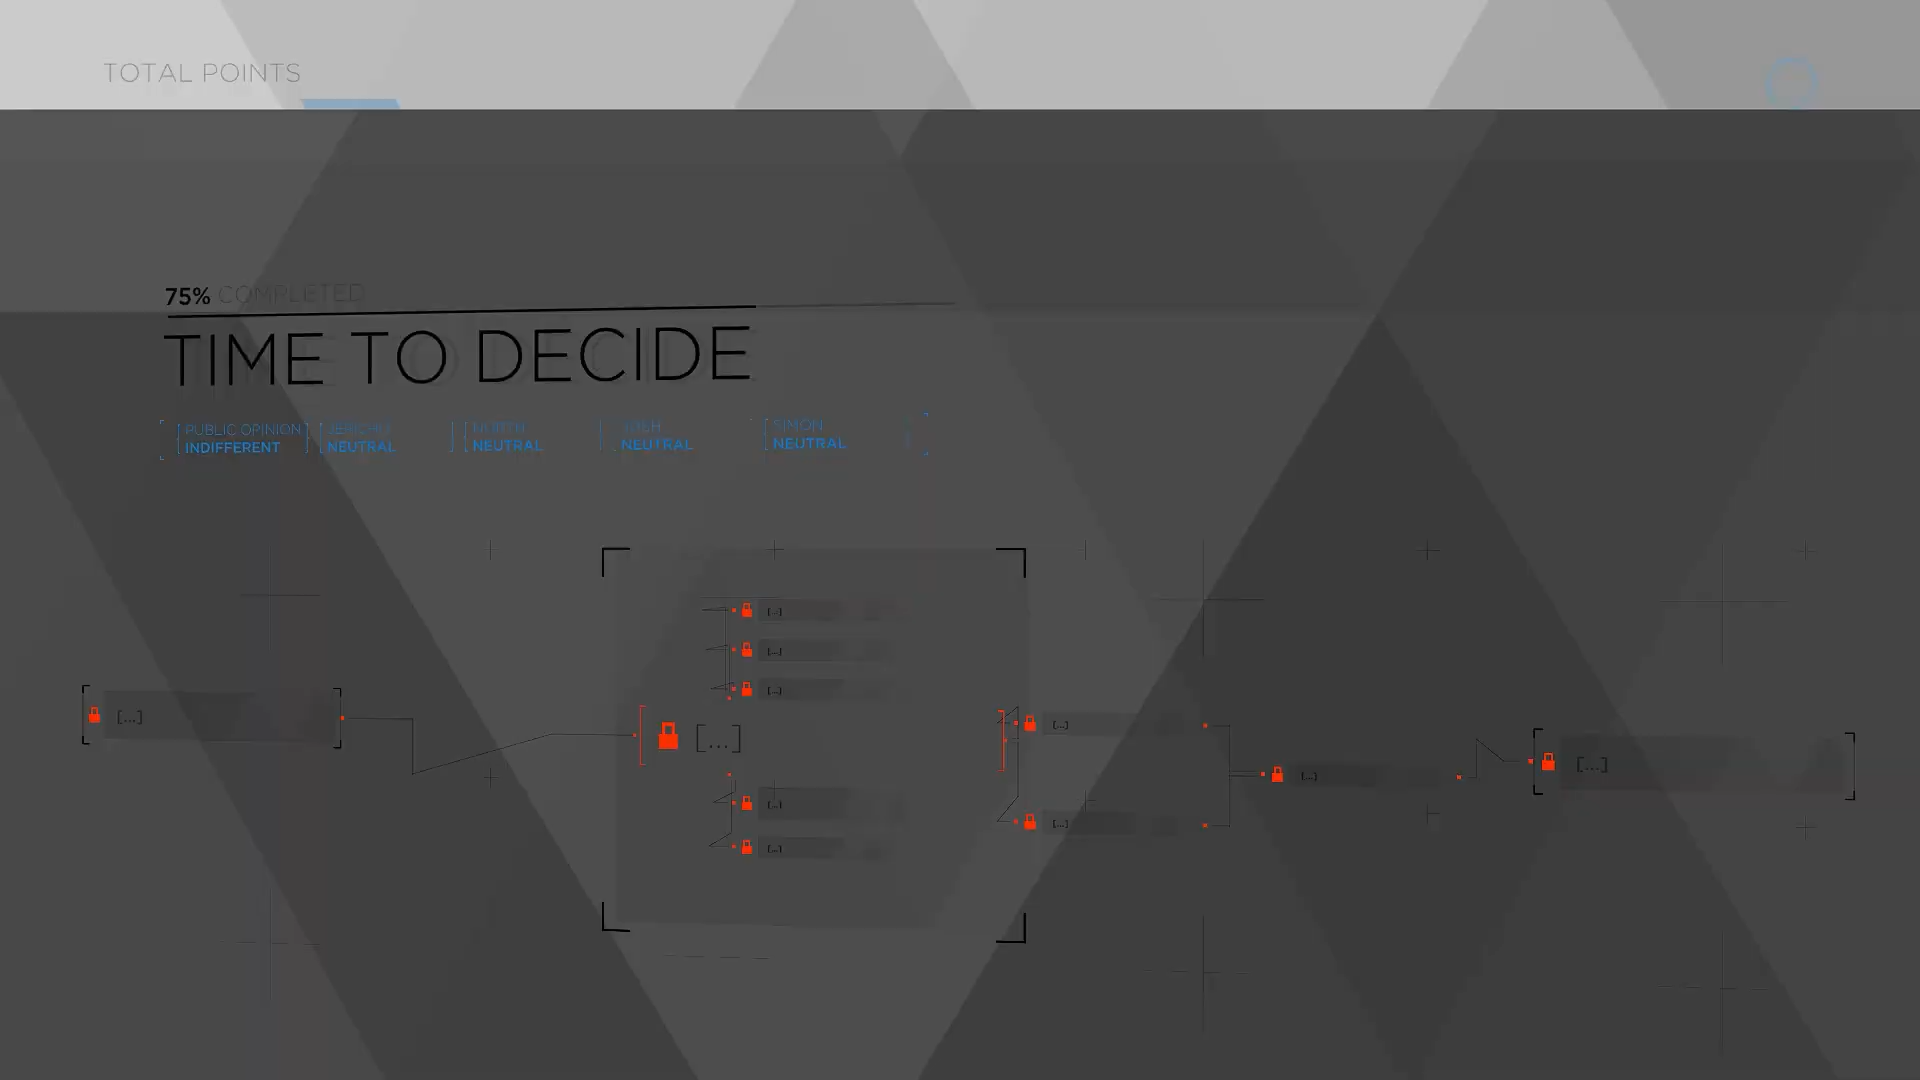 TOTAL POINTS
75% COMPLETED
TIME TO DECIDE
PUBLIC OPINION JERICHO NORTH JOSH SIMON
INDIFFERENT NEUTRAL NEUTRAL NEUTRAL NEUTRAL
[...]
[...]
[...]
[...]
[...]
[...]
[...]
[...]
[...]
[...]
[...]